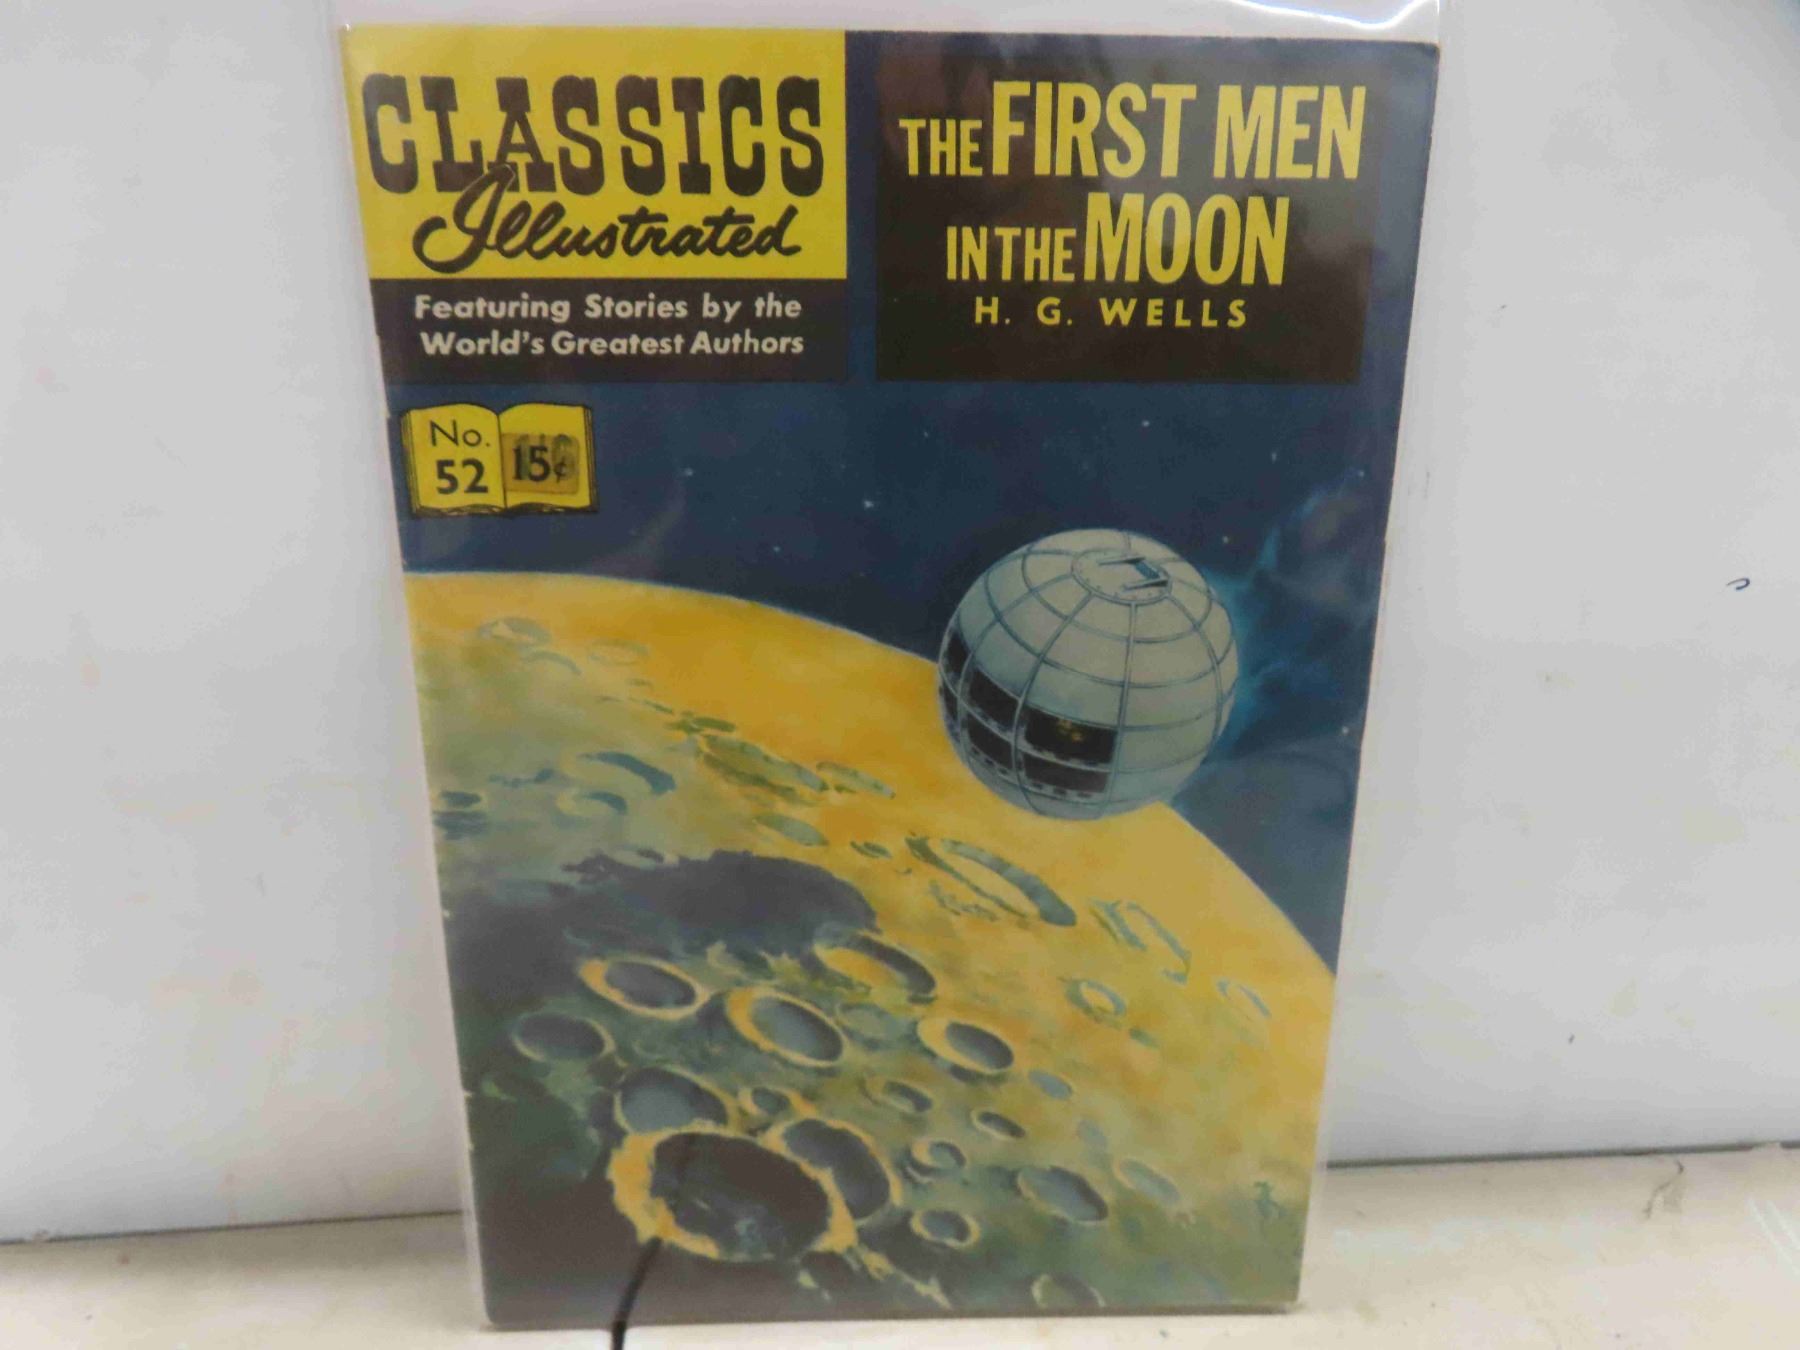 CLASSICS
Illustrated
Featuring Stories by the
World's Greatest Authors
THE FIRST MEN
IN THE MOON
H. G. WELLS
No.
52
15¢